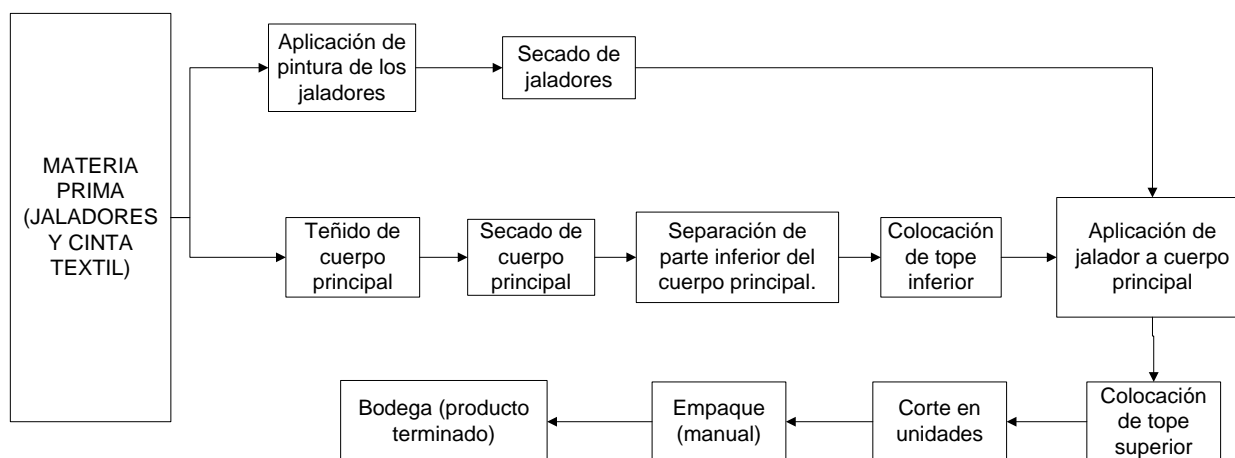 MATERIA
PRIMA
(JALADORES
Y CINTA
TEXTIL)
Aplicación de
pintura de los
jaladores
Secado de
jaladores
Teñido de
cuerpo
principal
Secado de
cuerpo
principal
Separación de
parte inferior del
cuerpo principal.
Colocación
de tope
inferior
Aplicación de
jalador a cuerpo
principal
Colocación
de tope
superior
Corte en
unidades
Empaque
(manual)
Bodega (producto
terminado)